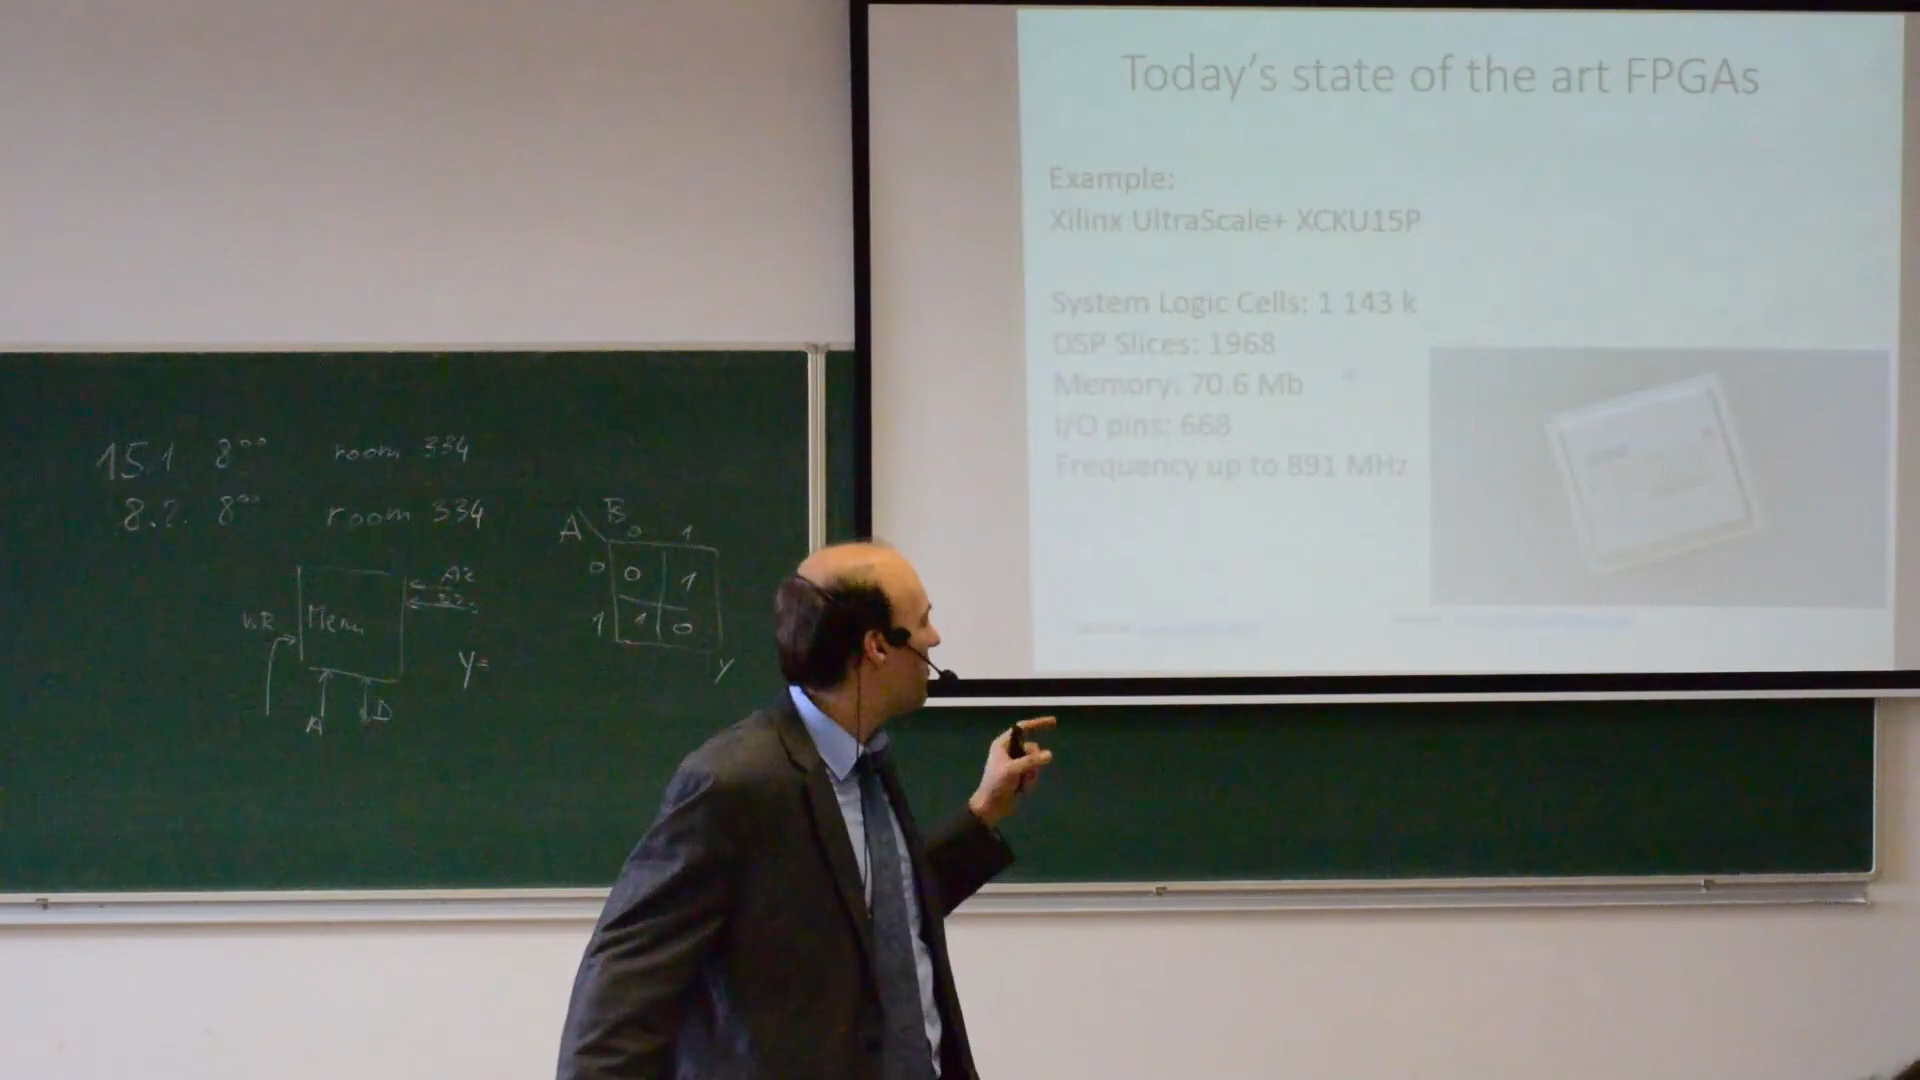 Today's state of the art FPGAs
Example:
Xilinx UltraScale+ XCKU15P
System Logic Cells: 1 143 k
DSP Slices: 1968
Memory: 70.6 Mb
I/O pins: 668
Frequency up to 891 MHz
15.1 8⁰⁰ room 334
8.2. 8⁰⁰ room 334
A B
0 1
0 0 1
1 1 0
Y
Y=
A
D